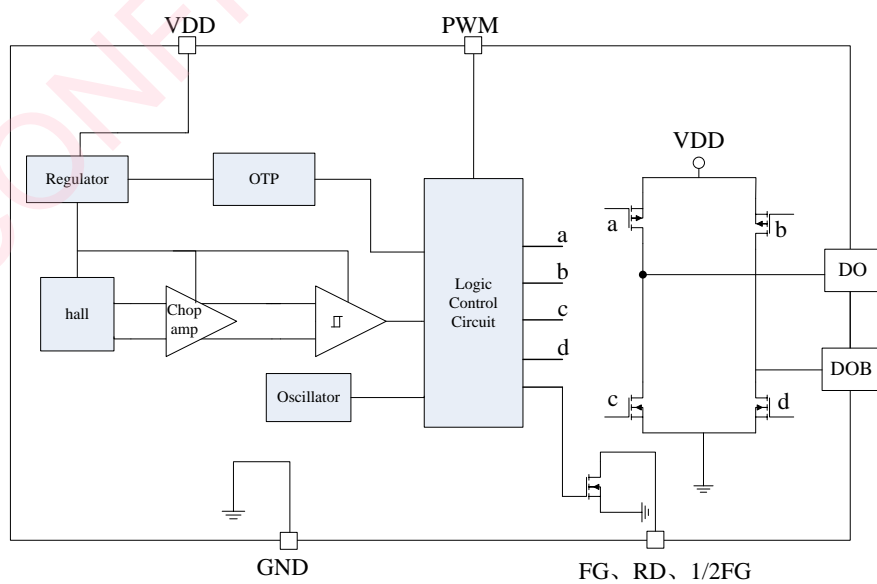 VDD
PWM
CONF
VDD
Regulator
OTP
a
b
a
b
DO
Logic
Control
Circuit
hall
Chop
amp
c
d
DOB
Oscillator
c
d
GND
FG、RD、1/2FG